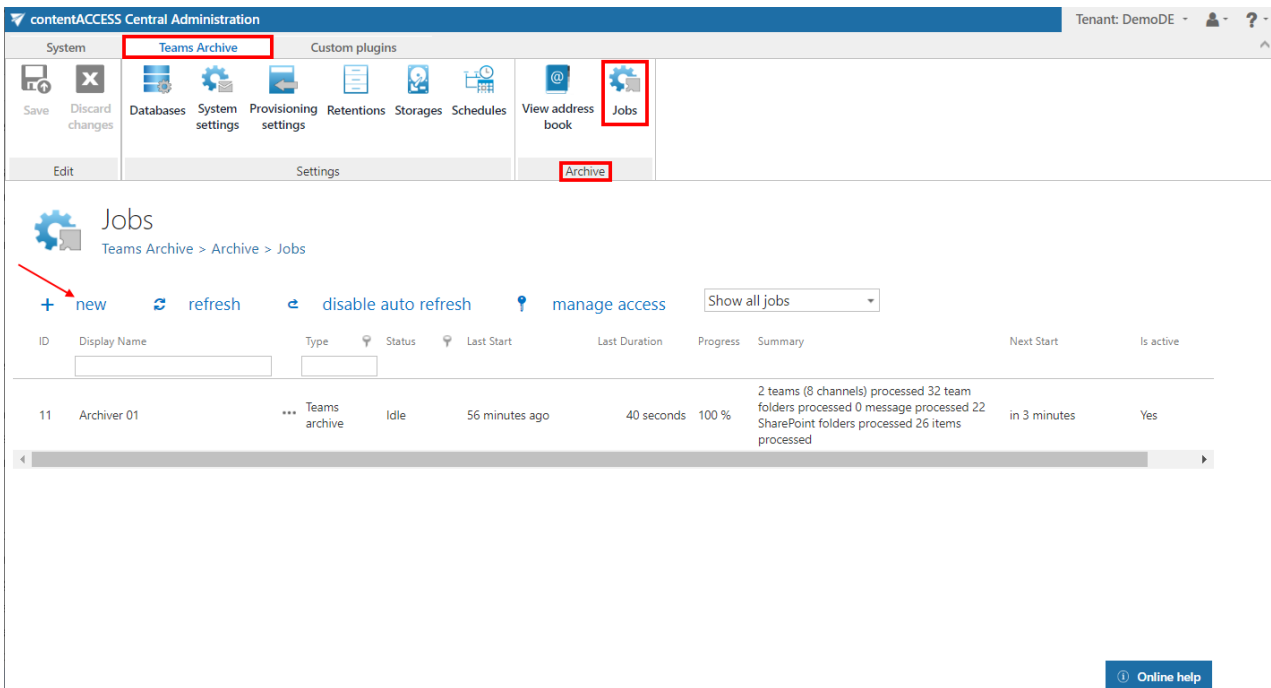 contentACCESS Central Administration
Tenant: DemoDE
?
System
Teams Archive
Custom plugins
Save
Discard changes
Databases
System settings
Provisioning settings
Retentions
Storages
Schedules
View address book
Jobs
Edit
Settings
Archive
Jobs
Teams Archive > Archive > Jobs
+ new
refresh
disable auto refresh
manage access
Show all jobs
ID
Display Name
Type
Status
Last Start
Last Duration
Progress
Summary
Next Start
Is active
11
Archiver 01
•••
Teams archive
Idle
56 minutes ago
40 seconds
100 %
2 teams (8 channels) processed 32 team
folders processed 0 message processed 22
SharePoint folders processed 26 items
processed
in 3 minutes
Yes
Online help